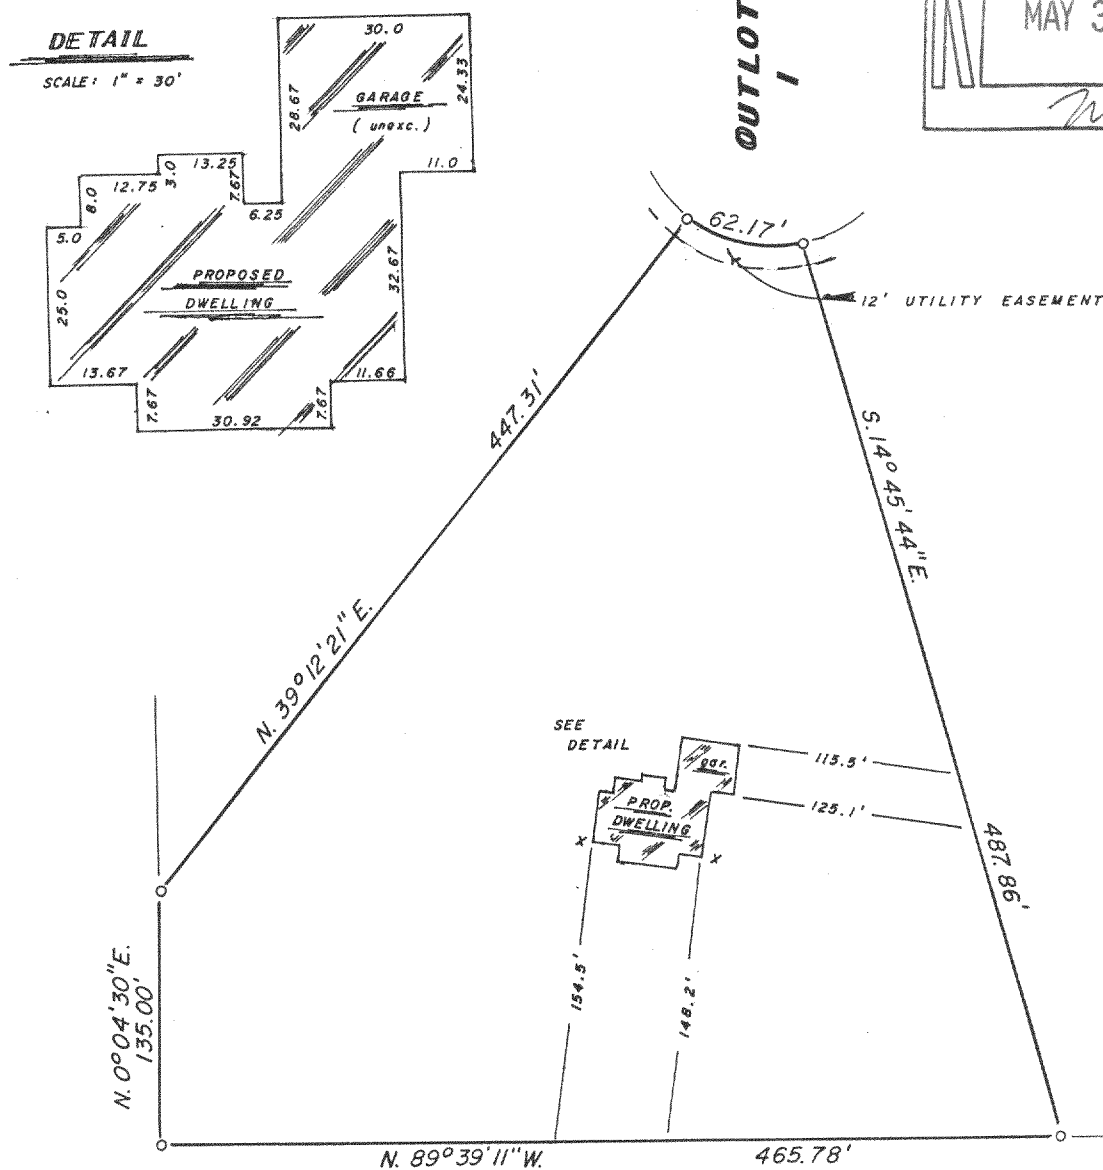 DETAIL
SCALE: 1" = 30'
30.0
28.67
24.33
GARAGE
( unexc.)
11.0
13.25
3.0
12.75
7.67
8.0
6.25
5.0
25.0
PROPOSED
DWELLING
32.67
13.67
11.66
7.67
30.92
7.67
OUTLOT
1
MAY 3
62.17'
12' UTILITY EASEMENT
447.31'
N. 39° 12' 21" E.
S. 14° 45' 44" E.
487.86'
SEE
DETAIL
gar.
PROP.
DWELLING
x
x
115.5'
125.1'
154.5'
148.2'
N. 0° 04' 30" E.
135.00'
N. 89° 39' 11" W.
465.78'